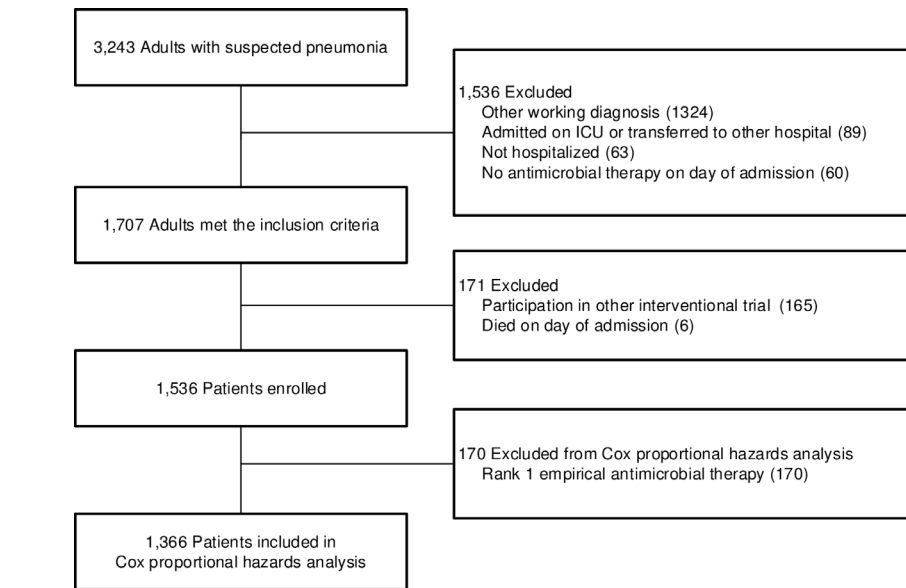 3,243 Adults with suspected pneumonia
1,536 Excluded
Other working diagnosis (1324)
Admitted on ICU or transferred to other hospital (89)
Not hospitalized (63)
No antimicrobial therapy on day of admission (60)
1,707 Adults met the inclusion criteria
171 Excluded
Participation in other interventional trial (165)
Died on day of admission (6)
1,536 Patients enrolled
170 Excluded from Cox proportional hazards analysis
Rank 1 empirical antimicrobial therapy (170)
1,366 Patients included in
Cox proportional hazards analysis